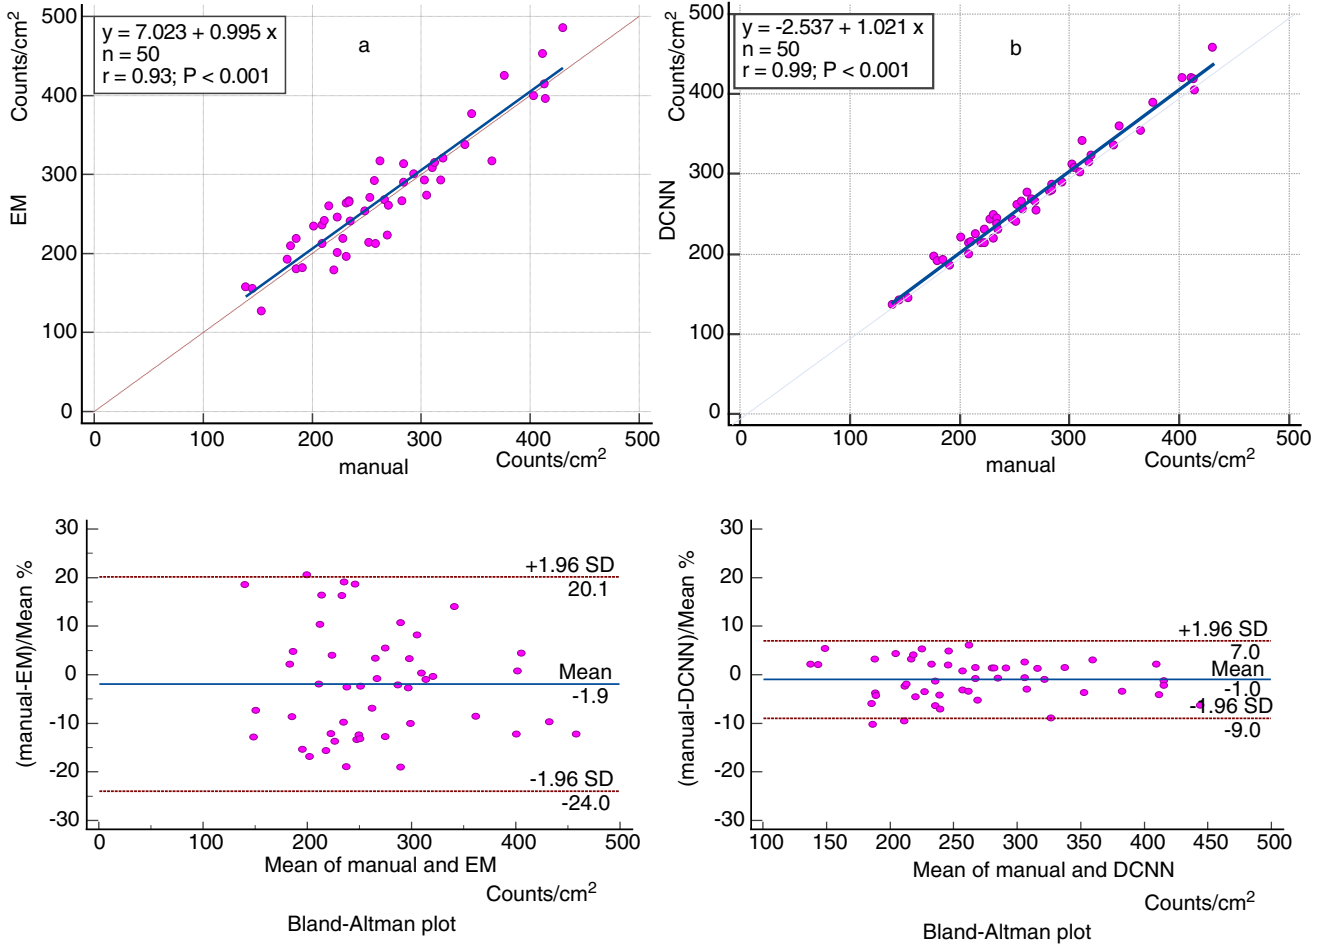 y = 7.023 + 0.995 x
n = 50
r = 0.93; P < 0.001
a
Counts/cm²
EM
500
400
300
200
100
0
0 100 200 300 400 500
manual Counts/cm²
y = -2.537 + 1.021 x
n = 50
r = 0.99; P < 0.001
b
Counts/cm²
DCNN
500
400
300
200
100
0
0 100 200 300 400 500
manual Counts/cm²
(manual-EM)/Mean %
30
20
10
0
-10
-20
-30
+1.96 SD
20.1
Mean
-1.9
-1.96 SD
-24.0
0 100 200 300 400 500
Mean of manual and EM
Counts/cm²
Bland-Altman plot
(manual-DCNN)/Mean %
30
20
10
0
-10
-20
-30
+1.96 SD
7.0
Mean
-1.0
-1.96 SD
-9.0
100 150 200 250 300 350 400 450 500
Mean of manual and DCNN
Counts/cm²
Bland-Altman plot